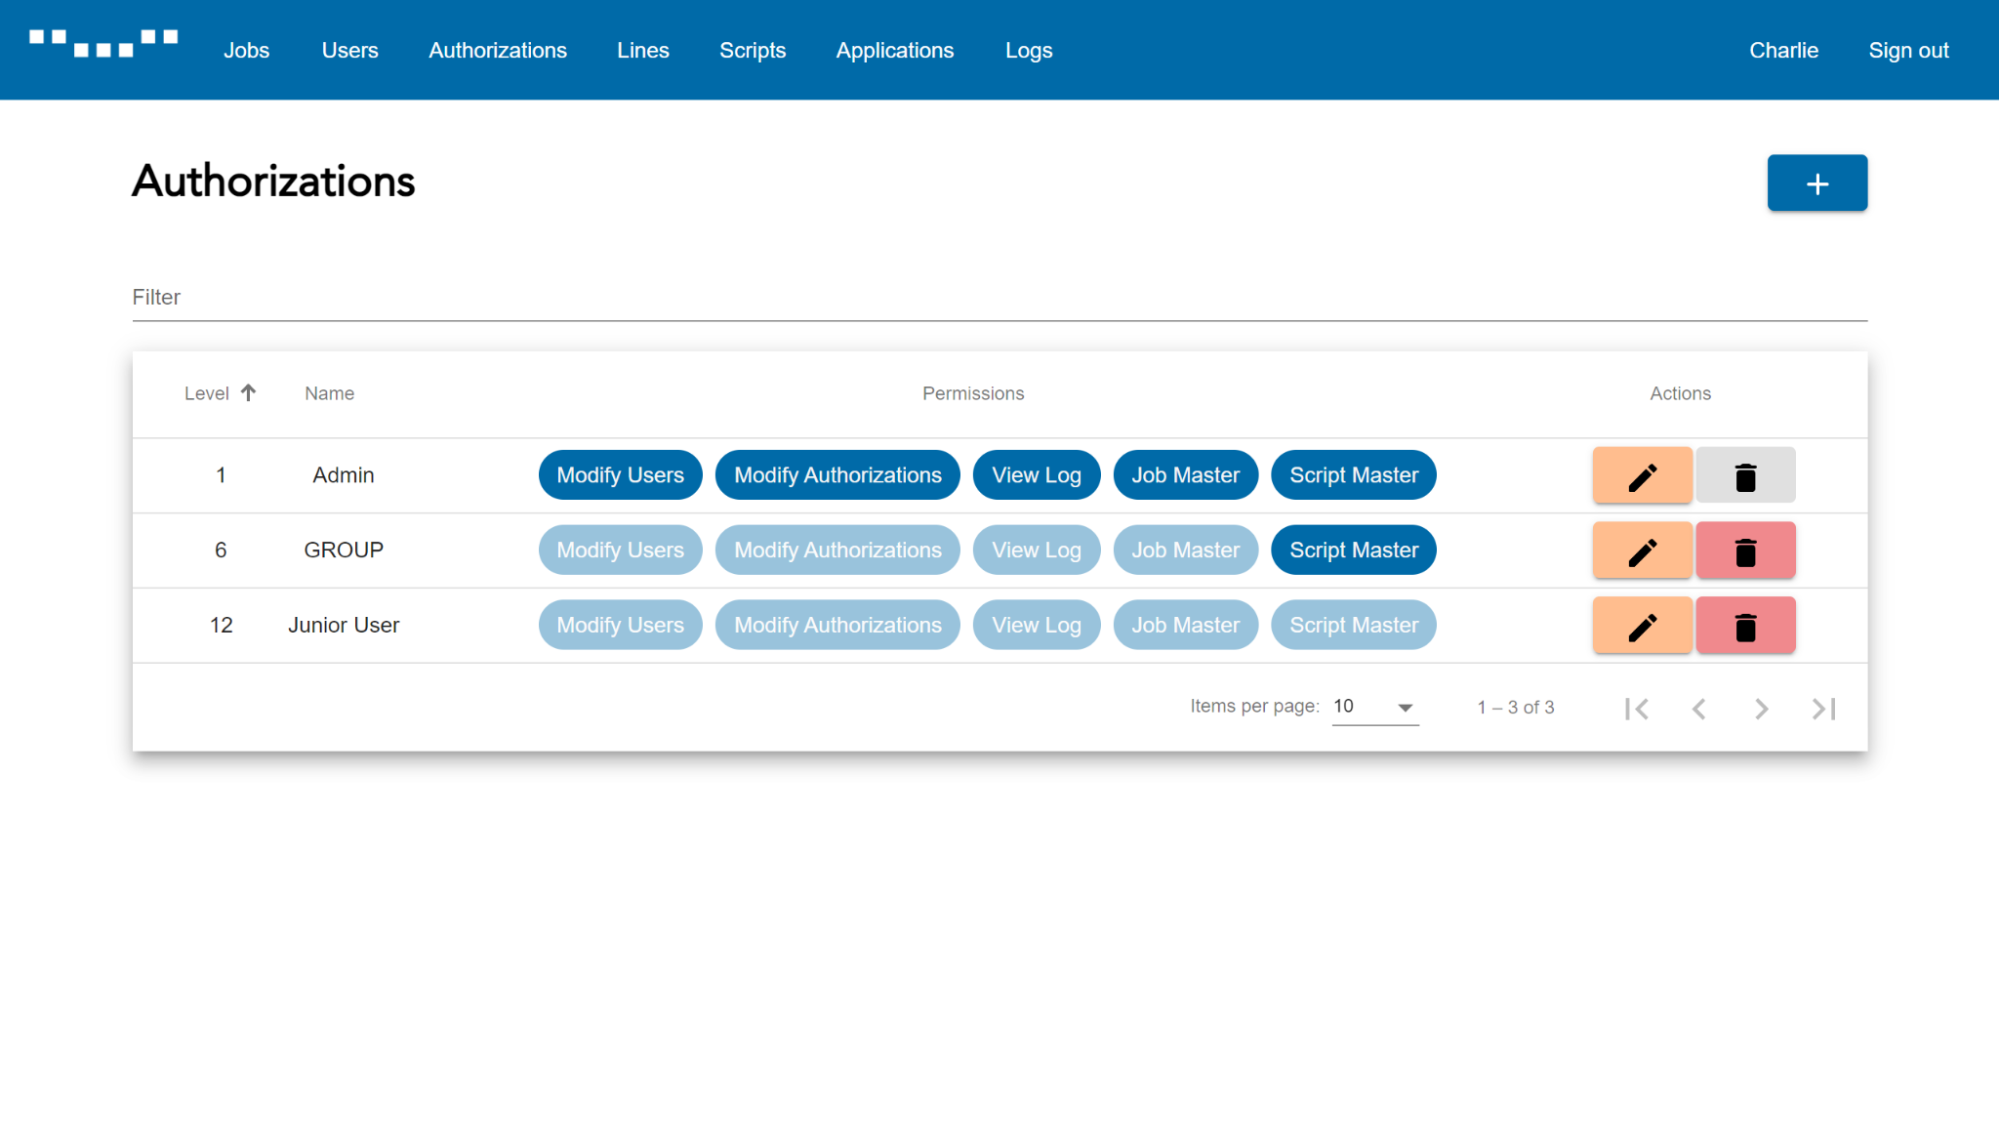 Jobs Users Authorizations Lines Scripts Applications Logs Charlie Sign out
Authorizations +
Filter
Level Name Permissions Actions
1 Admin Modify Users Modify Authorizations View Log Job Master Script Master
6 GROUP Modify Users Modify Authorizations View Log Job Master Script Master
12 Junior User Modify Users Modify Authorizations View Log Job Master Script Master
Items per page: 10 1 – 3 of 3